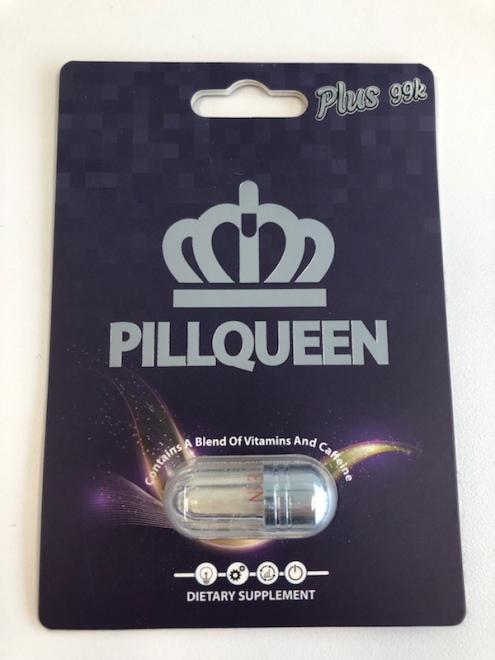 Plus 99k
PILLQUEEN
Contains A Blend Of Vitamins And Caffeine
DIETARY SUPPLEMENT